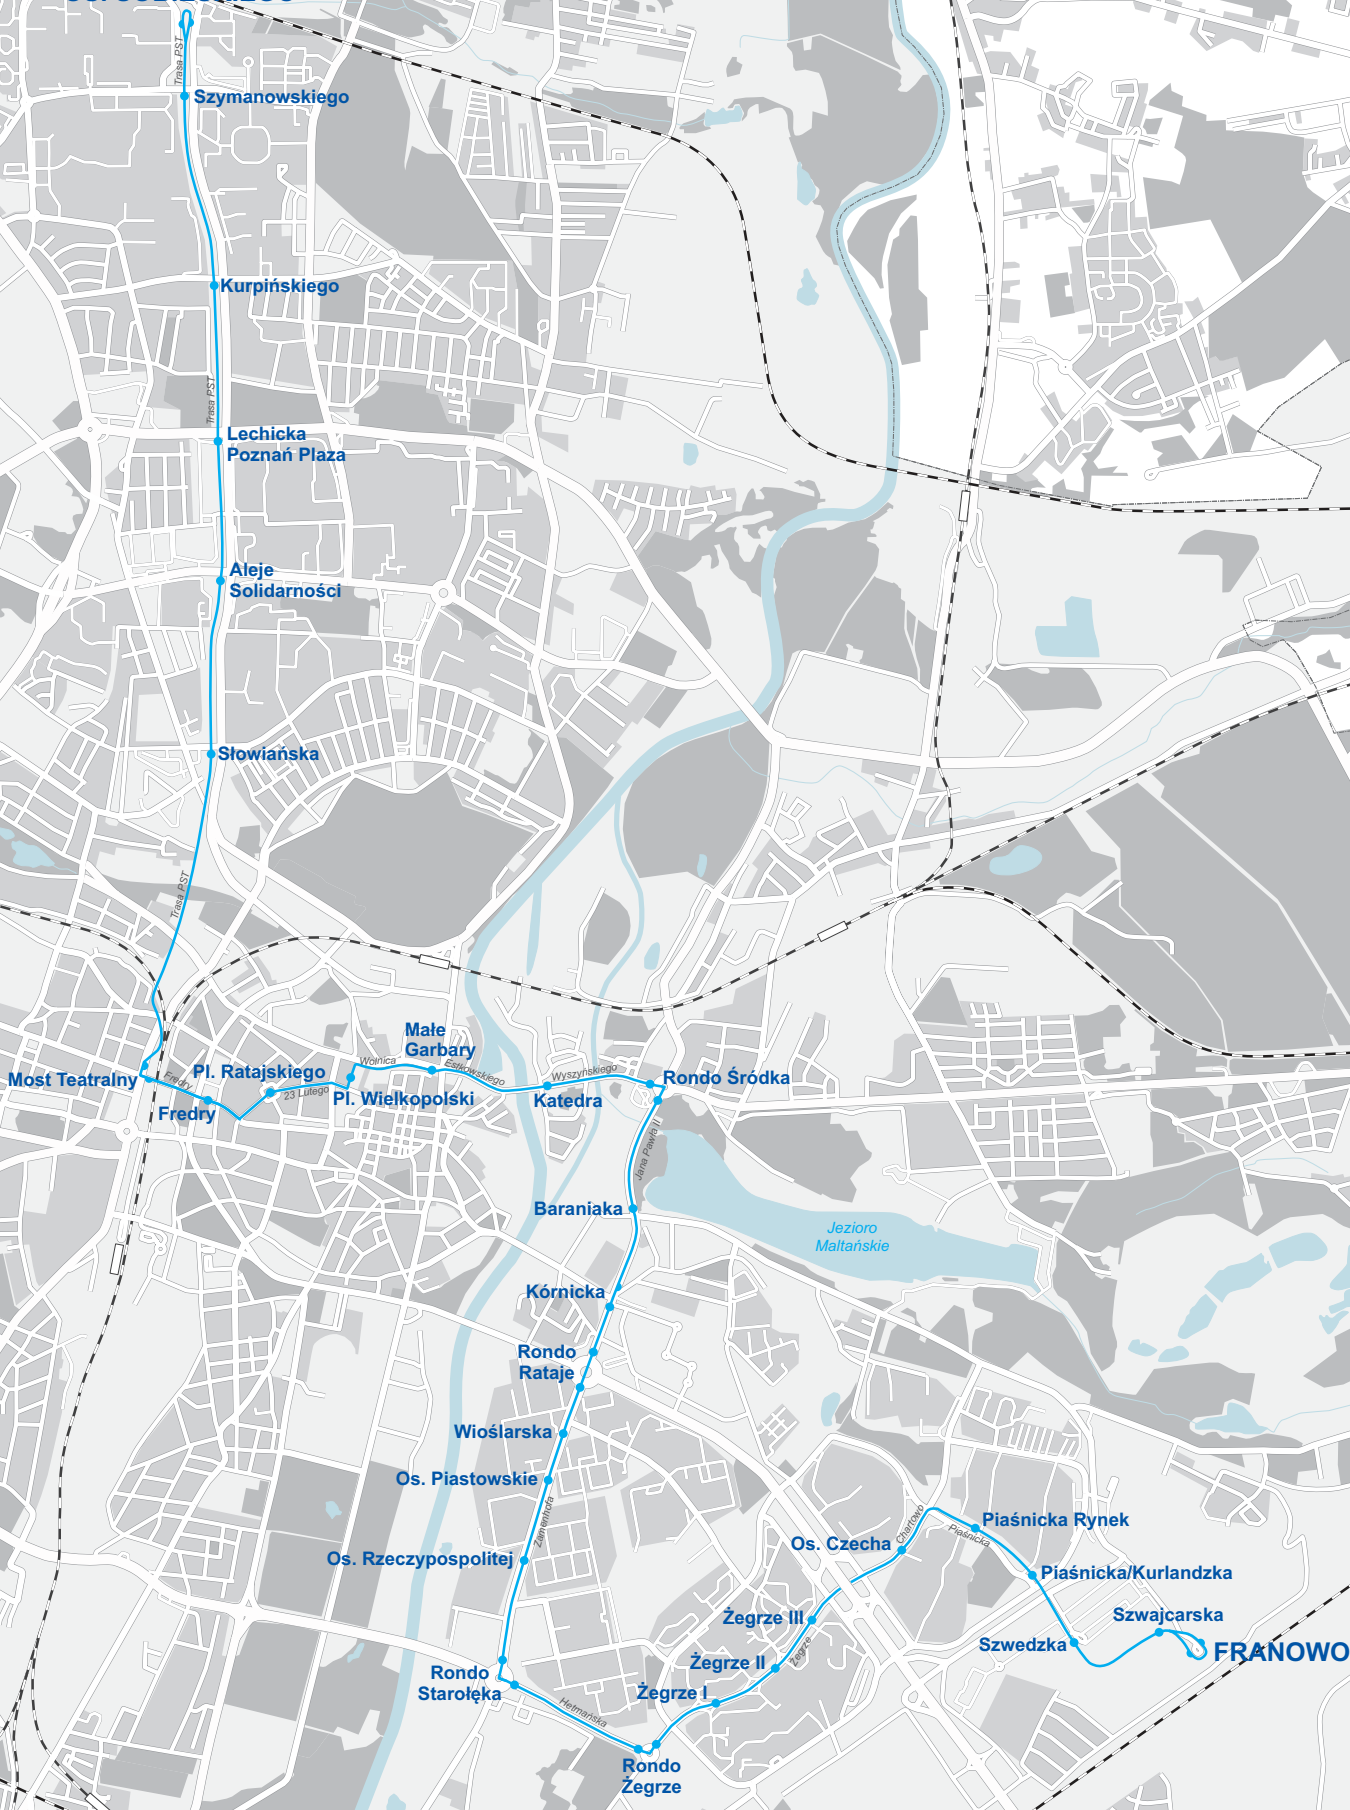 Trasa PST
Szymanowskiego
Kurpińskiego
Trasa PST
Lechicka
Poznań Plaza
Aleje
Solidarności
Słowiańska
Trasa PST
Małe
Garbary
Wolnica
Estkowskiego
Wyszyńskiego
Most Teatralny
Fredry
Pl. Ratajskiego
23 Lutego
Pl. Wielkopolski
Katedra
Rondo Śródka
Fredry
Jana Pawła II
Baraniaka
Jezioro
Maltańskie
Kórnicka
Rondo
Rataje
Wioślarska
Os. Piastowskie
Zamenhofa
Os. Rzeczypospolitej
Chartowo
Piaśnicka
Piaśnicka Rynek
Os. Czecha
Piaśnicka/Kurlandzka
Szwajcarska
Żegrze III
Szwedzka
FRANOWO
Żegrze
Żegrze II
Rondo
Starołęka
Żegrze I
Hetmańska
Rondo
Żegrze